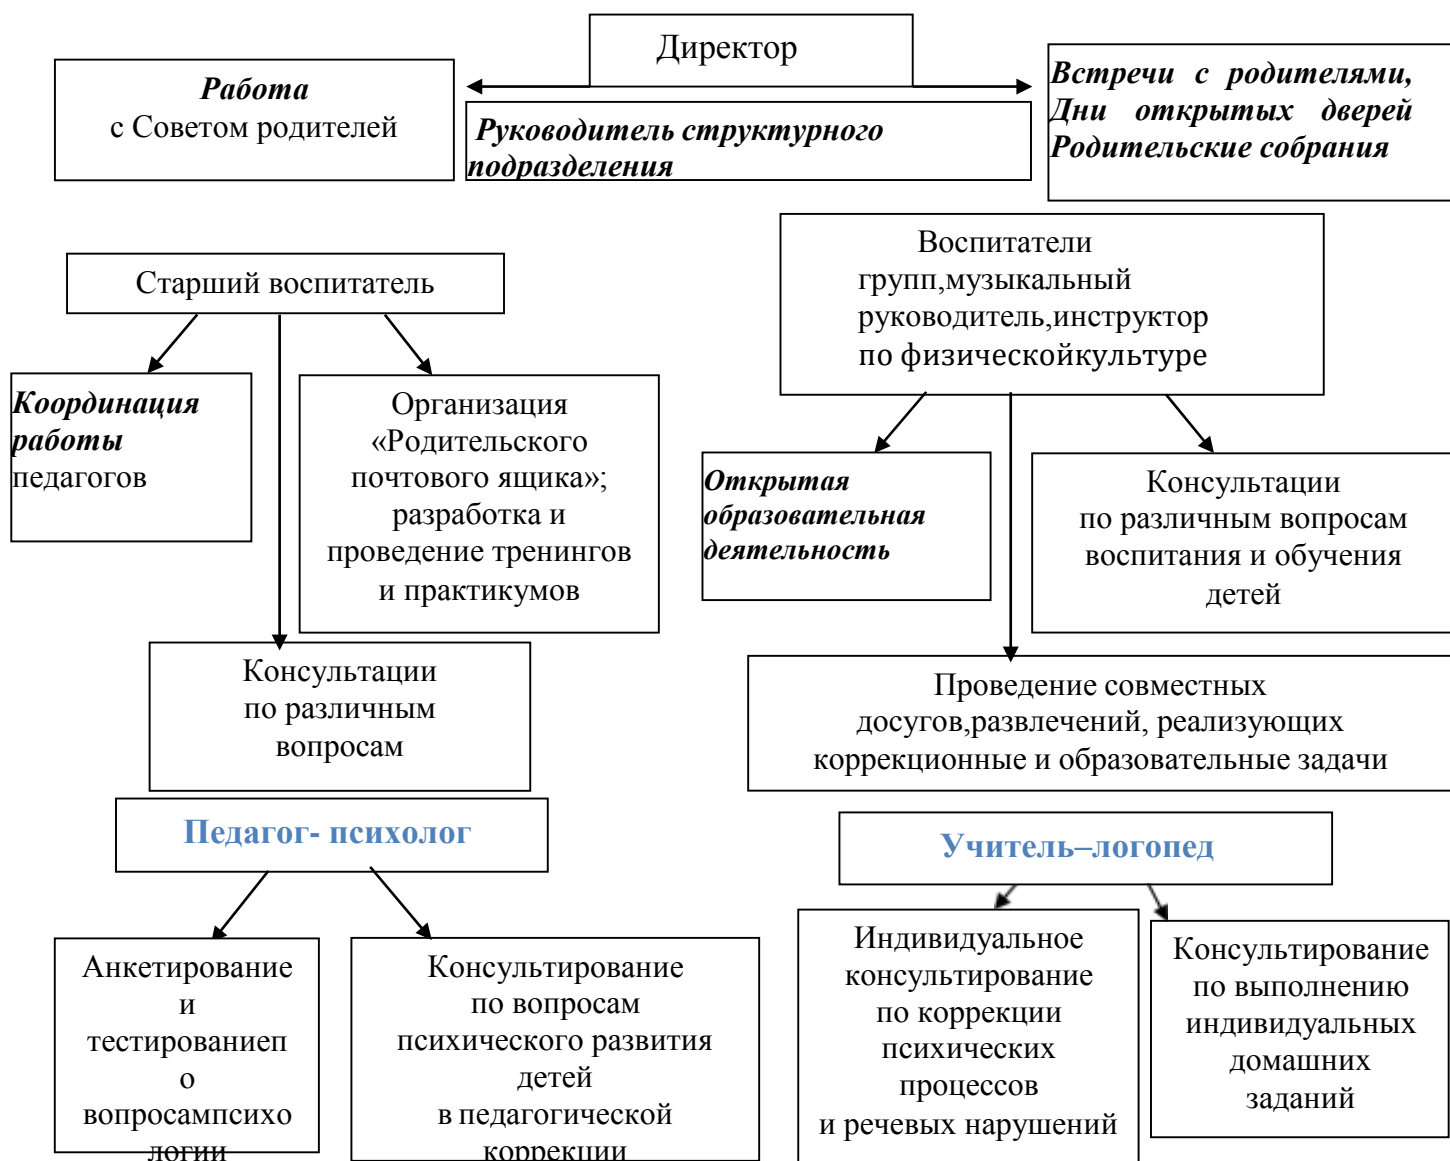 Директор
Работа
с Советом родителей
Руководитель структурного
подразделения
Встречи с родителями,
Дни открытых дверей
Родительские собрания
Старший воспитатель
Воспитатели
групп,музыкальный
руководитель,инструктор
по физическойкультуре
Координация
работы
педагогов
Организация
«Родительского
почтового ящика»;
разработка и
проведение тренингов
и практикумов
Открытая
образовательная
деятельность
Консультации
по различным вопросам
воспитания и обучения
детей
Консультации
по различным
вопросам
Проведение совместных
досугов,развлечений, реализующих
коррекционные и образовательные задачи
Педагог- психолог
Учитель–логопед
Анкетирование
и
тестированиеп
о
вопросампсихо
логии
Консультирование
по вопросам
психического развития
детей
в педагогической
коррекции
Индивидуальное
консультирование
по коррекции
психических
процессов
и речевых нарушений
Консультирование
по выполнению
индивидуальных
домашних
заданий